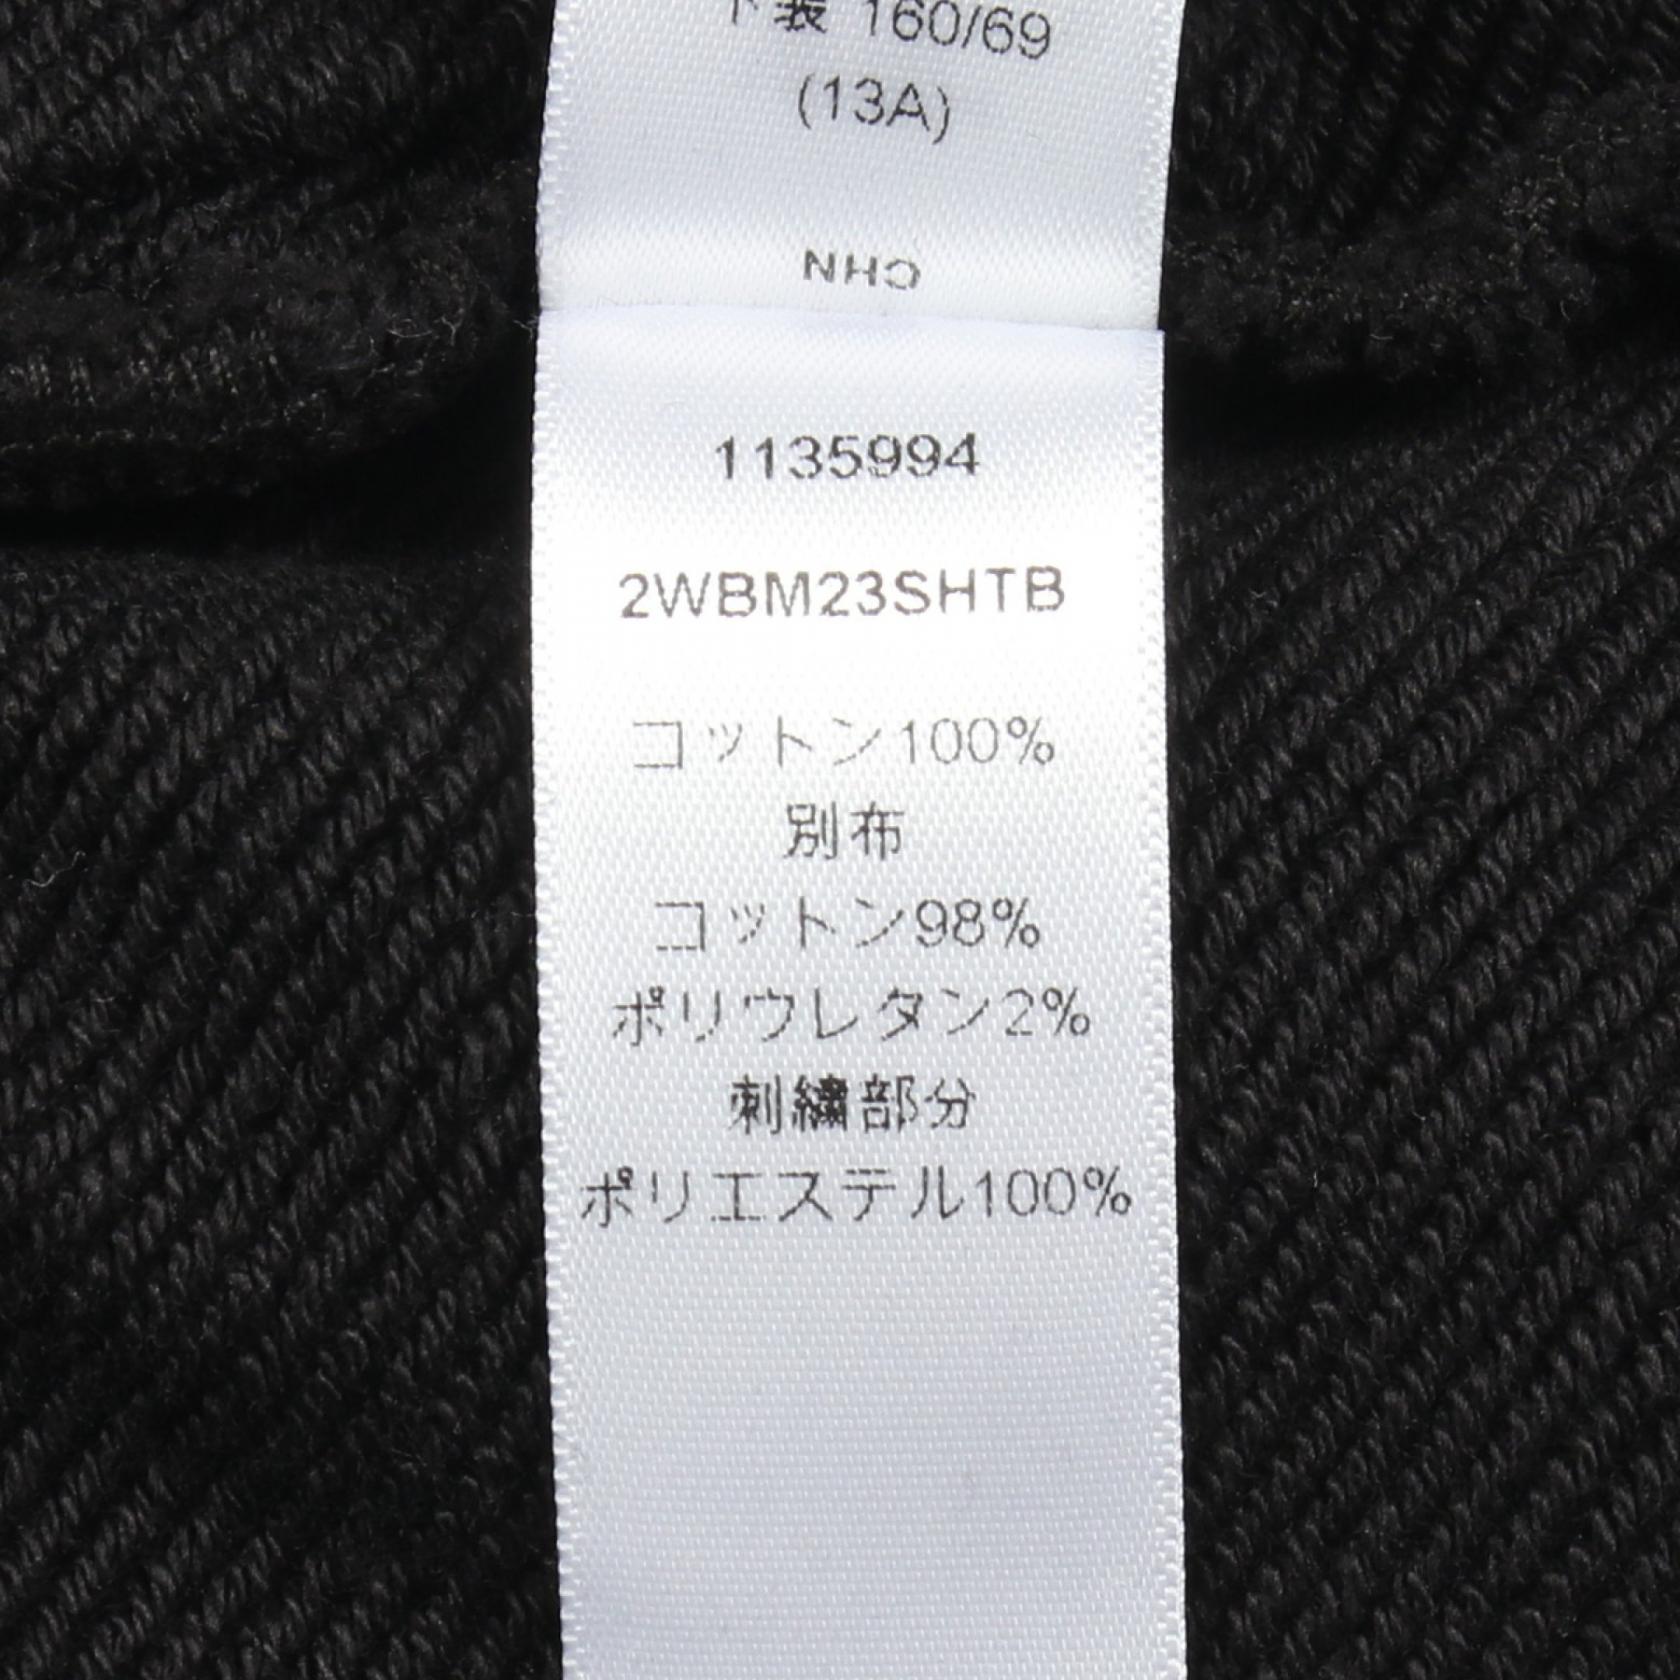 下装 160/69
(13A)
CHN
1135994
2WBM23SHTB
コットン100%
別布
コットン98%
ポリウレタン2%
刺繍部分
ポリエステル100%